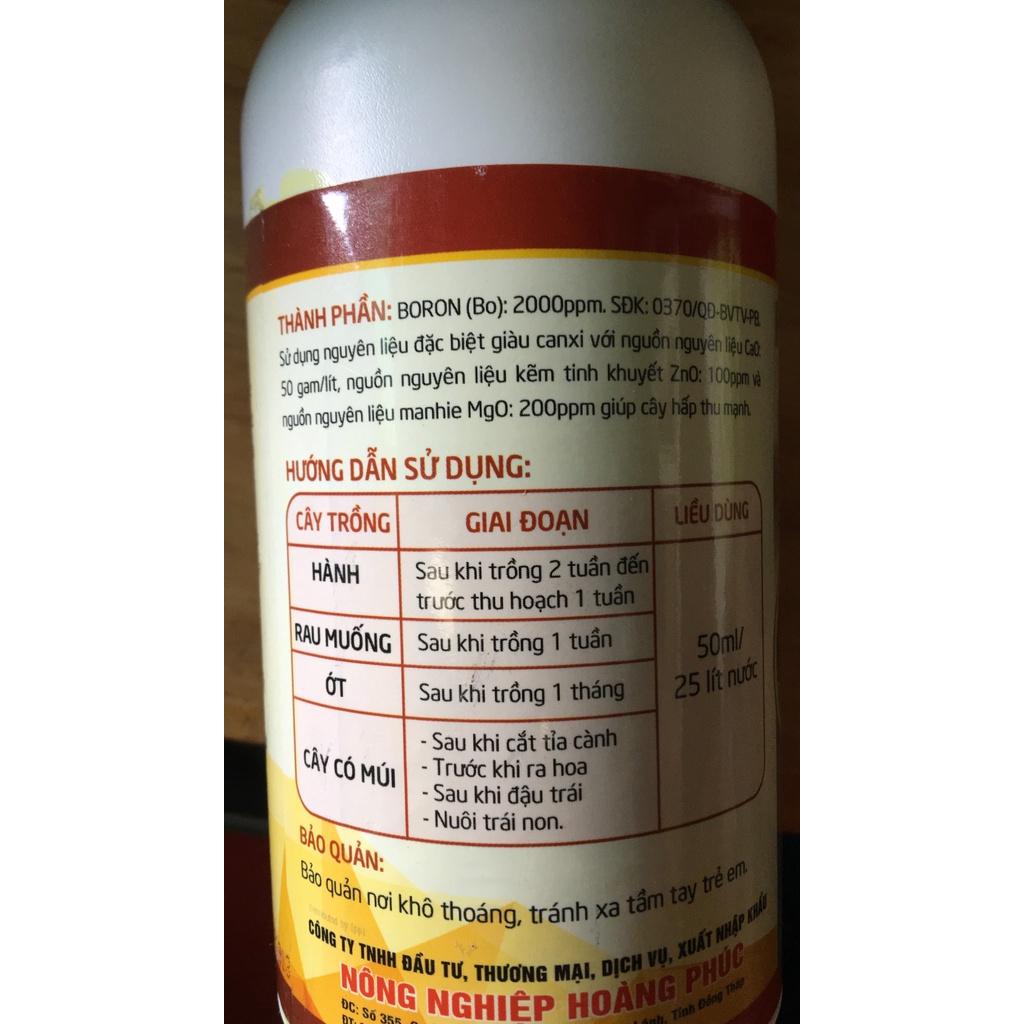 THÀNH PHẦN: BORON (Bo): 2000ppm. SĐK: 0370/QĐ-BVTV-PB.
Sử dụng nguyên liệu đặc biệt giàu canxi với nguồn nguyên liệu CaO:
50 gam/lít, nguồn nguyên liệu kẽm tinh khuyết ZnO: 100ppm và
nguồn nguyên liệu manhie MgO: 200ppm giúp cây hấp thu mạnh.
HƯỚNG DẪN SỬ DỤNG:
CÂY TRỒNG GIAI ĐOẠN LIỀU DÙNG
HÀNH Sau khi trồng 2 tuần đến
trước thu hoạch 1 tuần
RAU MUỐNG Sau khi trồng 1 tuần
50ml/
25 lít nước
ỚT Sau khi trồng 1 tháng
CÂY CÓ MÚI - Sau khi cắt tỉa cành
- Trước khi ra hoa
- Sau khi đậu trái
- Nuôi trái non.
BẢO QUẢN:
Bảo quản nơi khô thoáng, tránh xa tầm tay trẻ em.
CÔNG TY TNHH ĐẦU TƯ, THƯƠNG MẠI, DỊCH VỤ, XUẤT NHẬP KHẨU
NÔNG NGHIỆP HOÀNG PHÚC
ĐC: Số 355, Tỉnh Đồng Tháp
ĐT: